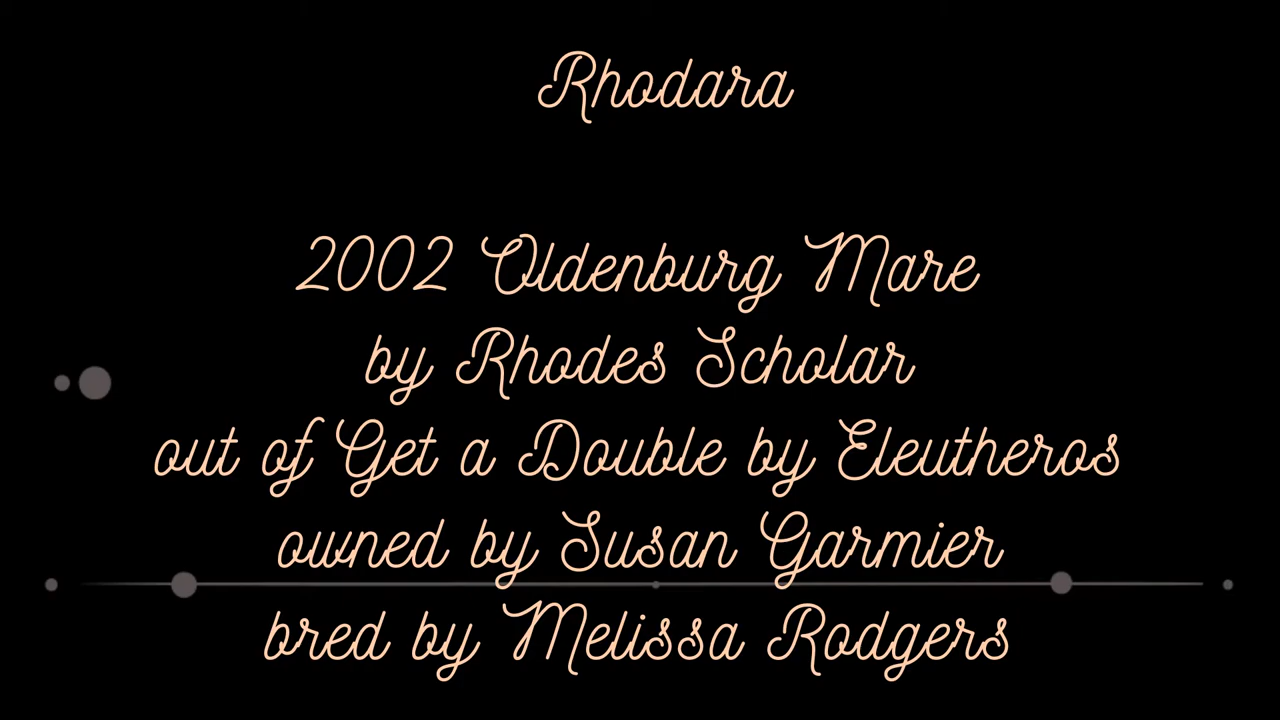 Rhodara
2002 Oldenburg Mare
by Rhodes Scholar
out of Get a Double by Eleutheros
owned by Susan Garmier
bred by Melissa Rodgers